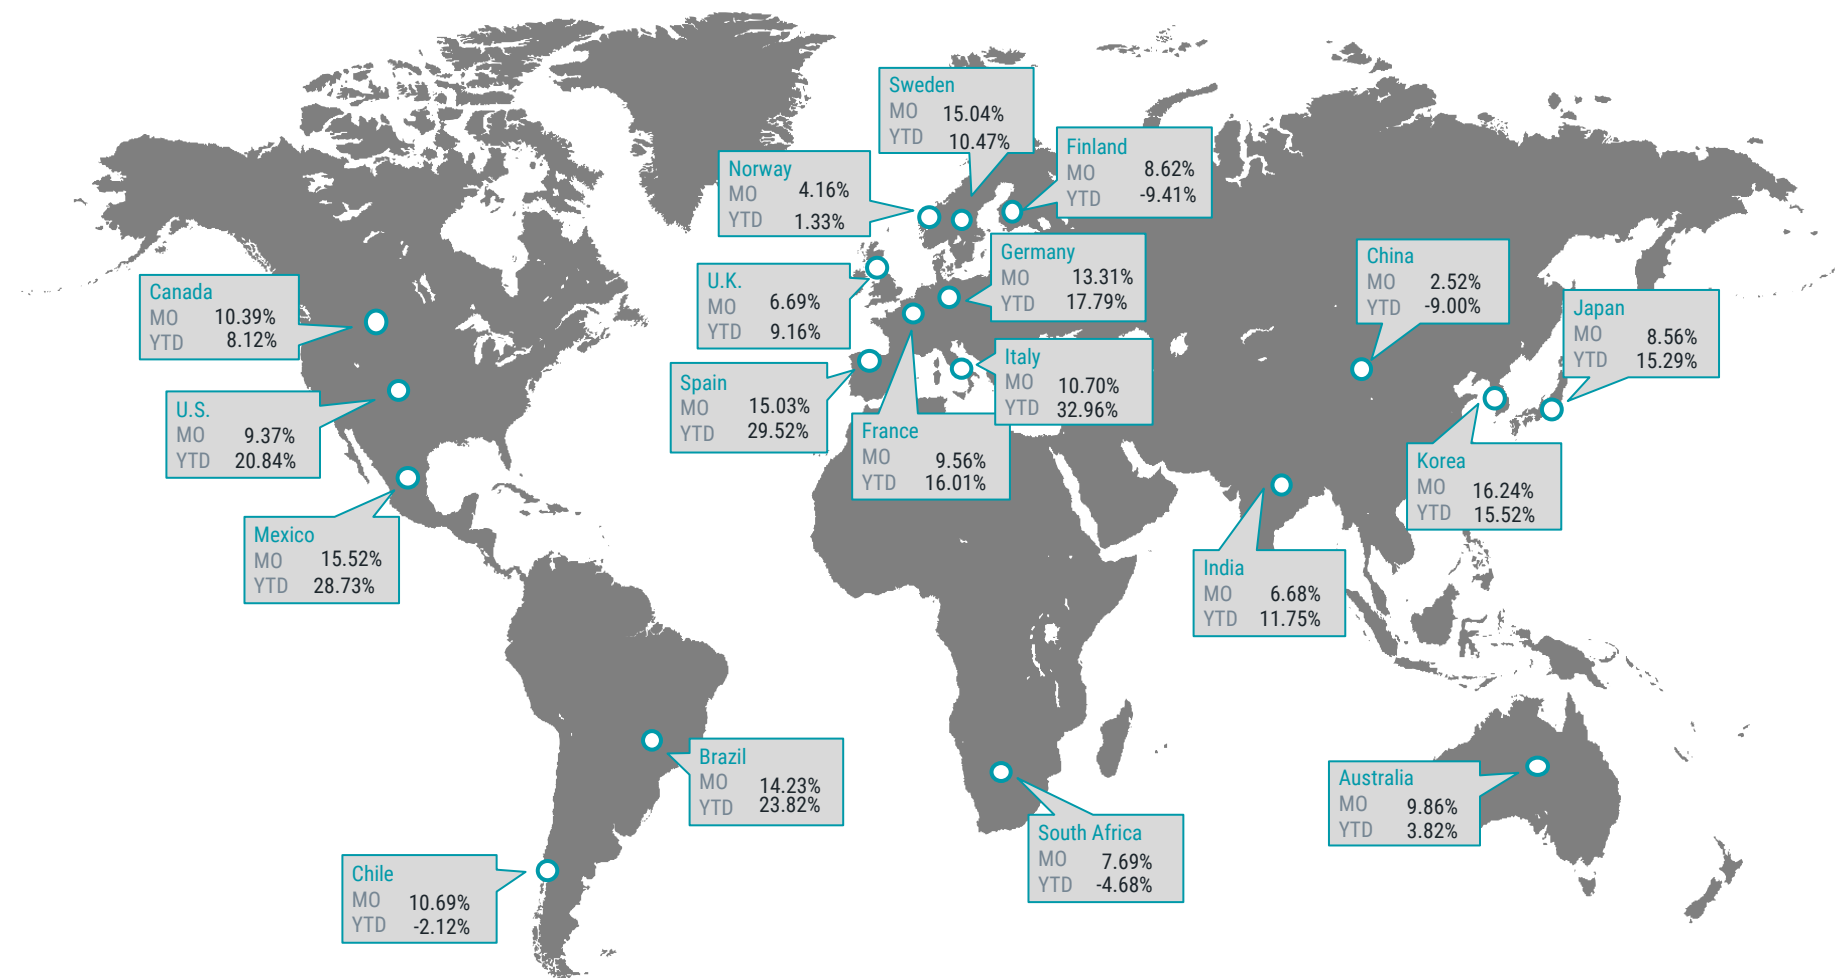 Sweden
MO 15.04%
YTD 10.47%
Finland
MO 8.62%
YTD -9.41%
Norway
MO 4.16%
YTD 1.33%
Germany
MO 13.31%
YTD 17.79%
China
MO 2.52%
YTD -9.00%
U.K.
MO 6.69%
YTD 9.16%
Canada
MO 10.39%
YTD 8.12%
Japan
MO 8.56%
YTD 15.29%
Italy
MO 10.70%
YTD 32.96%
Spain
MO 15.03%
YTD 29.52%
U.S.
MO 9.37%
YTD 20.84%
France
MO 9.56%
YTD 16.01%
Korea
MO 16.24%
YTD 15.52%
Mexico
MO 15.52%
YTD 28.73%
India
MO 6.68%
YTD 11.75%
Brazil
MO 14.23%
YTD 23.82%
Australia
MO 9.86%
YTD 3.82%
South Africa
MO 7.69%
YTD -4.68%
Chile
MO 10.69%
YTD -2.12%